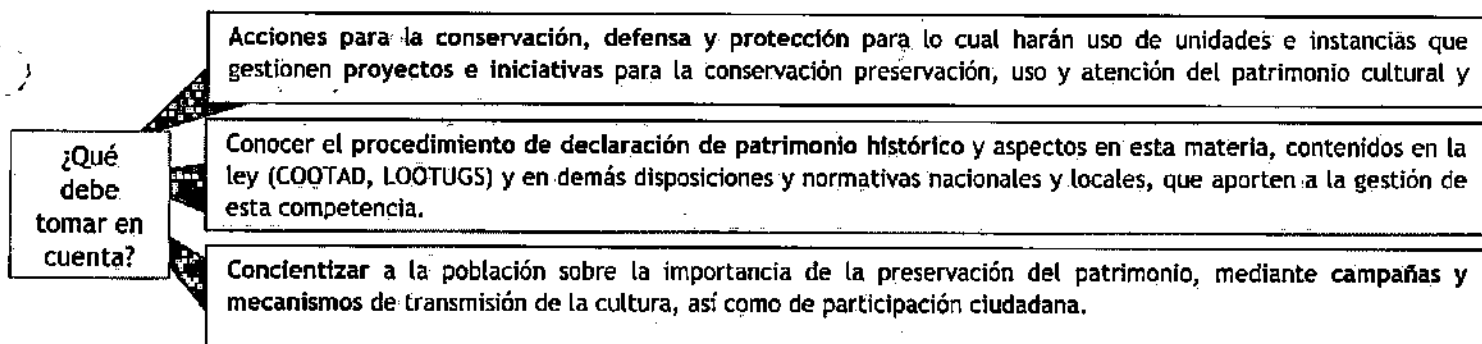 Acciones para la conservación, defensa y protección para lo cual harán uso de unidades e instancias que
gestionen proyectos e iniciativas para la conservación preservación, uso y atención del patrimonio cultural y
¿Qué
debe
tomar en
cuenta?
Conocer el procedimiento de declaración de patrimonio histórico y aspectos en esta materia, contenidos en la
ley (COOTAD, LOOTUGS) y en demás disposiciones y normativas nacionales y locales, que aporten a la gestión de
esta competencia.
Concientizar a la población sobre la importancia de la preservación del patrimonio, mediante campañas y
mecanismos de transmisión de la cultura, así como de participación ciudadana.